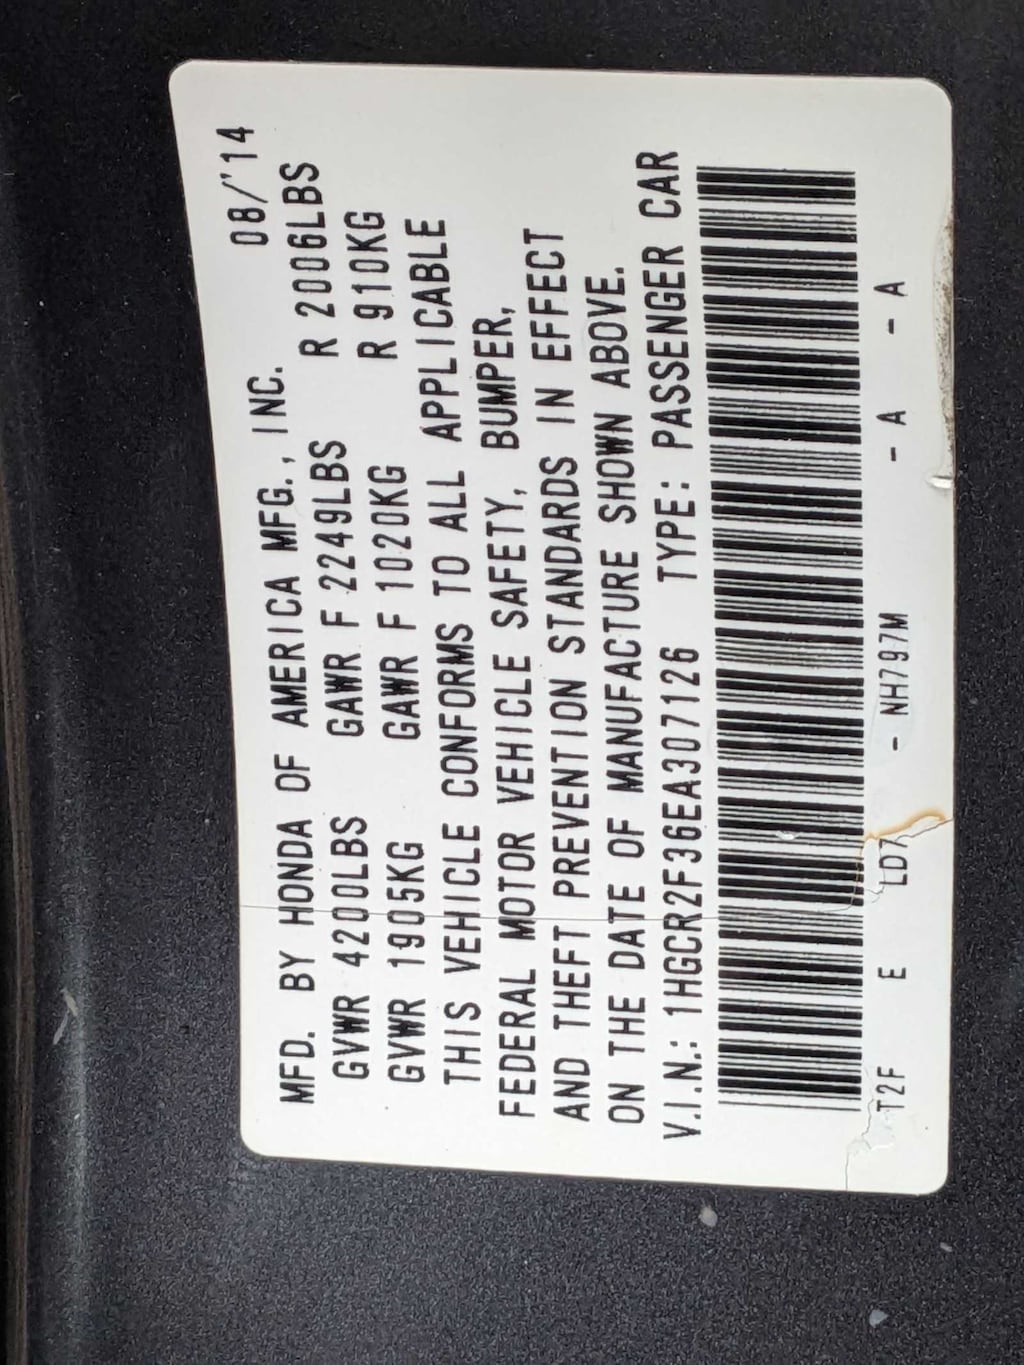 MFD. BY HONDA OF AMERICA MFG., INC. 08/'14
GVWR 4200LBS GAWR F 2249LBS R 2006LBS
GVWR 1905KG GAWR F 1020KG R 910KG
THIS VEHICLE CONFORMS TO ALL APPLICABLE
FEDERAL MOTOR VEHICLE SAFETY, BUMPER,
AND THEFT PREVENTION STANDARDS IN EFFECT
ON THE DATE OF MANUFACTURE SHOWN ABOVE.
V.I.N.: 1HGCR2F36EA307126 TYPE: PASSENGER CAR
T2F E LD7 - NH797M - A - A